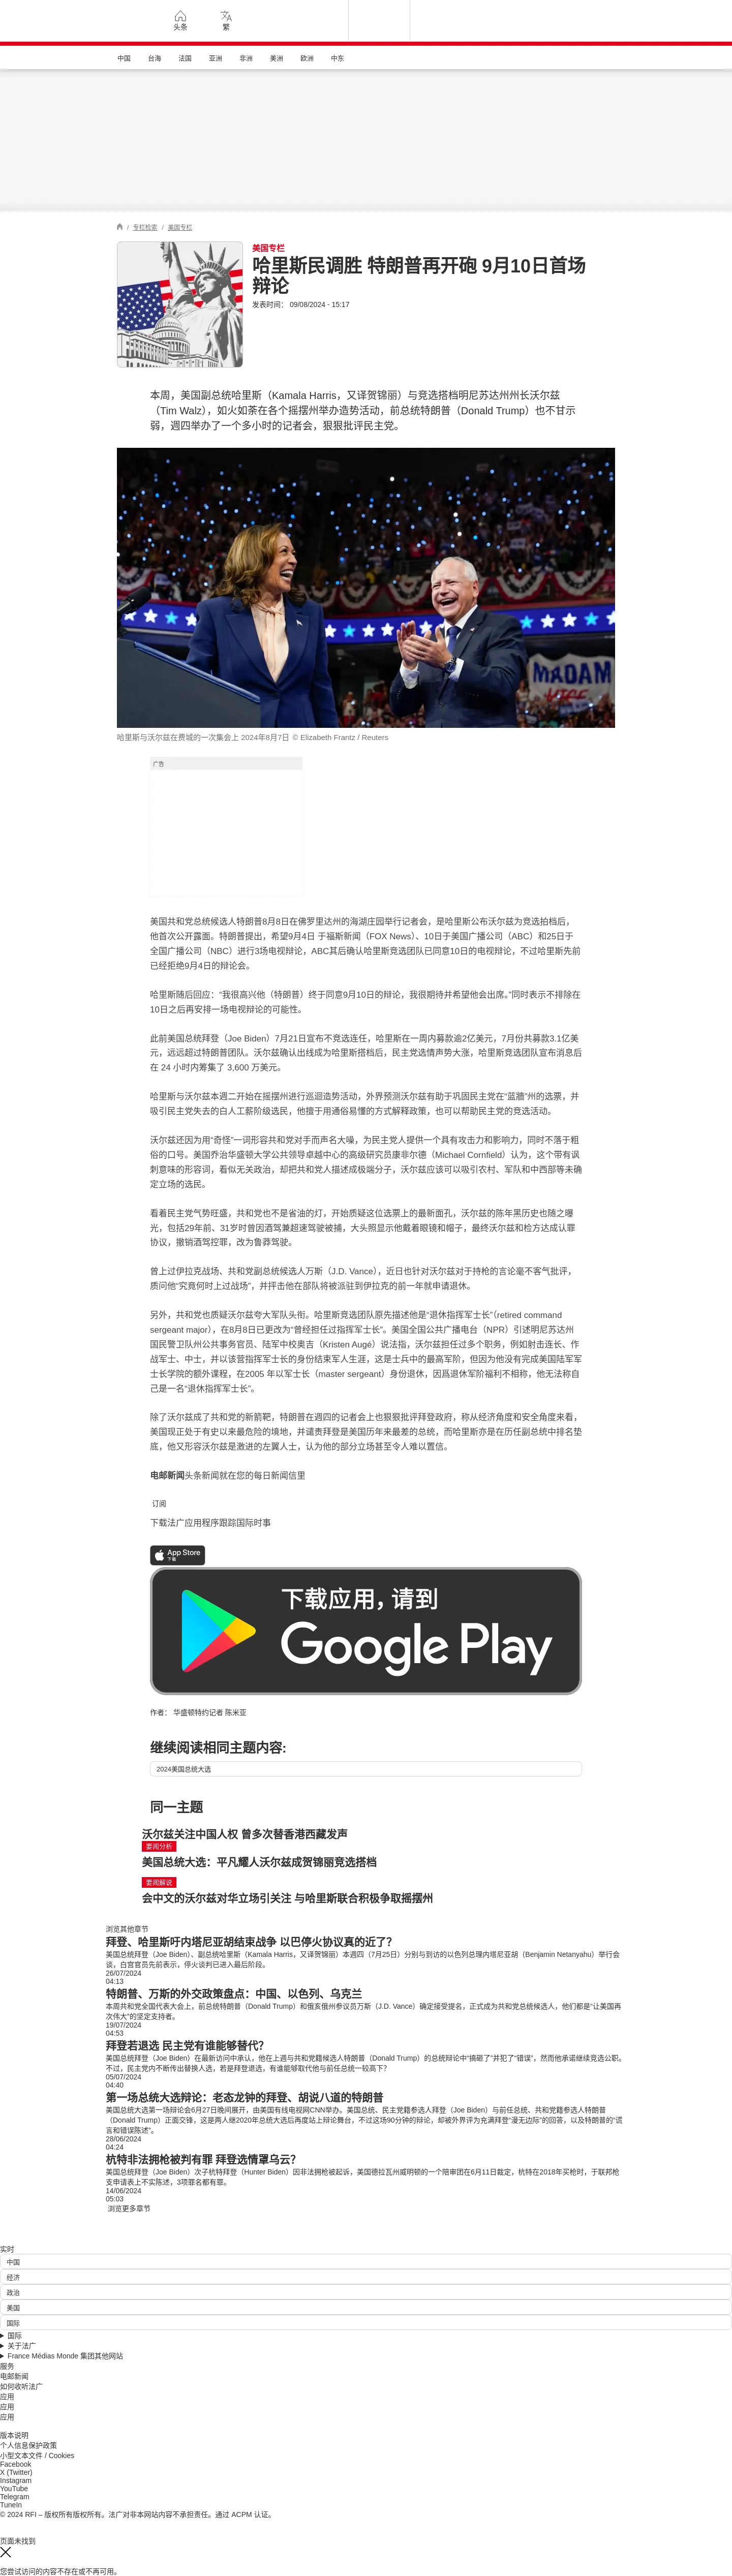 头条
繁
中国 台海 法国 亚洲 非洲 美洲 欧洲 中东
/ 专栏检索 / 美国专栏
美国专栏
哈里斯民调胜 特朗普再开砲 9月10日首场
辩论
发表时间： 09/08/2024 - 15:17
本周，美国副总统哈里斯（Kamala Harris，又译贺锦丽）与竞选搭档明尼苏达州州长沃尔兹
（Tim Walz），如火如荼在各个摇摆州举办造势活动，前总统特朗普（Donald Trump）也不甘示
弱，週四举办了一个多小时的记者会，狠狠批评民主党。
MADAM
哈里斯与沃尔兹在费城的一次集会上 2024年8月7日 © Elizabeth Frantz / Reuters
广告
美国共和党总统候选人特朗普8月8日在佛罗里达州的海湖庄园举行记者会，是哈里斯公布沃尔兹为竞选拍档后，
他首次公开露面。特朗普提出，希望9月4日 于福斯新闻（FOX News）、10日于美国广播公司（ABC）和25日于
全国广播公司（NBC）进行3场电视辩论，ABC其后确认哈里斯竞选团队已同意10日的电视辩论，不过哈里斯先前
已经拒绝9月4日的辩论会。
哈里斯随后回应：“我很高兴他（特朗普）终于同意9月10日的辩论，我很期待并希望他会出席。”同时表示不排除在
10日之后再安排一场电视辩论的可能性。
此前美国总统拜登（Joe Biden）7月21日宣布不竞选连任，哈里斯在一周内募款逾2亿美元，7月份共募款3.1亿美
元，远远超过特朗普团队。沃尔兹确认出线成为哈里斯搭档后，民主党选情声势大涨，哈里斯竞选团队宣布消息后
在 24 小时内筹集了 3,600 万美元。
哈里斯与沃尔兹本週二开始在摇摆州进行巡迴造势活动，外界预测沃尔兹有助于巩固民主党在“蓝牆”州的选票，并
吸引民主党失去的白人工薪阶级选民，他擅于用通俗易懂的方式解释政策，也可以帮助民主党的竞选活动。
沃尔兹还因为用“奇怪”一词形容共和党对手而声名大噪，为民主党人提供一个具有攻击力和影响力，同时不落于粗
俗的口号。美国乔治华盛顿大学公共领导卓越中心的高级研究员康非尔德（Michael Cornfield）认为，这个带有讽
刺意味的形容词，看似无关政治，却把共和党人描述成极端分子，沃尔兹应该可以吸引农村、军队和中西部等未确
定立场的选民。
看着民主党气势旺盛，共和党也不是省油的灯，开始质疑这位选票上的最新面孔，沃尔兹的陈年黑历史也随之曝
光，包括29年前、31岁时曾因酒驾兼超速驾驶被捕，大头照显示他戴着眼镜和帽子，最终沃尔兹和检方达成认罪
协议，撤销酒驾控罪，改为鲁莽驾驶。
曾上过伊拉克战场、共和党副总统候选人万斯（J.D. Vance），近日也针对沃尔兹对于持枪的言论毫不客气批评，
质问他“究竟何时上过战场”，并抨击他在部队将被派驻到伊拉克的前一年就申请退休。
另外，共和党也质疑沃尔兹夸大军队头衔。哈里斯竞选团队原先描述他是“退休指挥军士长”（retired command
sergeant major），在8月8日已更改为“曾经担任过指挥军士长”。美国全国公共广播电台（NPR）引述明尼苏达州
国民警卫队州公共事务官员、陆军中校奥吉（Kristen Augé）说法指，沃尔兹担任过多个职务，例如射击连长、作
战军士、中士，并以该营指挥军士长的身份结束军人生涯，这是士兵中的最高军阶，但因为他没有完成美国陆军军
士长学院的额外课程，在2005 年以军士长（master sergeant）身份退休，因爲退休军阶福利不相称，他无法称自
己是一名“退休指挥军士长”。
除了沃尔兹成了共和党的新箭靶，特朗普在週四的记者会上也狠狠批评拜登政府，称从经济角度和安全角度来看，
美国现正处于有史以来最危险的境地，并谴责拜登是美国历年来最差的总统，而哈里斯亦是在历任副总统中排名垫
底，他又形容沃尔兹是激进的左翼人士，认为他的部分立场甚至令人难以置信。
电邮新闻头条新闻就在您的每日新闻信里
订阅
下载法广应用程序跟踪国际时事
App Store
下载
下载应用，请到
Google Play
作者： 华盛顿特约记者 陈米亚
继续阅读相同主题内容:
2024美国总统大选
同一主题
沃尔兹关注中国人权 曾多次替香港西藏发声
要闻分析
美国总统大选：平凡耀人沃尔兹成贺锦丽竞选搭档
要闻解说
会中文的沃尔兹对华立场引关注 与哈里斯联合积极争取摇摆州
浏览其他章节
拜登、哈里斯吁内塔尼亚胡结束战争 以巴停火协议真的近了？
美国总统拜登（Joe Biden）、副总统哈里斯（Kamala Harris，又译贺锦丽）本週四（7月25日）分别与到访的以色列总理内塔尼亚胡（Benjamin Netanyahu）举行会
谈，白宫官员先前表示，停火谈判已进入最后阶段。
26/07/2024
04:13
特朗普、万斯的外交政策盘点：中国、以色列、乌克兰
本周共和党全国代表大会上，前总统特朗普（Donald Trump）和俄亥俄州参议员万斯（J.D. Vance）确定接受提名，正式成为共和党总统候选人，他们都是“让美国再
次伟大”的坚定支持者。
19/07/2024
04:53
拜登若退选 民主党有谁能够替代？
美国总统拜登（Joe Biden）在最新访问中承认，他在上週与共和党籍候选人特朗普（Donald Trump）的总统辩论中“搞砸了”并犯了“错误”，然而他承诺继续竞选公职。
不过，民主党内不断传出替换人选，若是拜登退选，有谁能够取代他与前任总统一较高下？
05/07/2024
04:40
第一场总统大选辩论：老态龙钟的拜登、胡说八道的特朗普
美国总统大选第一场辩论会6月27日晚间展开，由美国有线电视网CNN举办。美国总统、民主党籍参选人拜登（Joe Biden）与前任总统、共和党籍参选人特朗普
（Donald Trump）正面交锋，这是两人继2020年总统大选后再度站上辩论舞台，不过这场90分钟的辩论，却被外界评为充满拜登“漫无边际”的回答，以及特朗普的“谎
言和错误陈述”。
28/06/2024
04:24
杭特非法拥枪被判有罪 拜登选情罩乌云？
美国总统拜登（Joe Biden）次子杭特拜登（Hunter Biden）因非法拥枪被起诉，美国德拉瓦州威明顿的一个陪审团在6月11日裁定，杭特在2018年买枪时，于联邦枪
支申请表上不实陈述，3项罪名都有罪。
14/06/2024
05:03
浏览更多章节
实时
中国
经济
政治
美国
国际
国际
关于法广
France Médias Monde 集团其他网站
服务
电邮新闻
如何收听法广
应用
应用
应用
版本说明
个人信息保护政策
小型文本文件 / Cookies
Facebook
X (Twitter)
Instagram
YouTube
Telegram
TuneIn
© 2024 RFI – 版权所有版权所有。法广对非本网站内容不承担责任。通过 ACPM 认证。
页面未找到
您尝试访问的内容不存在或不再可用。